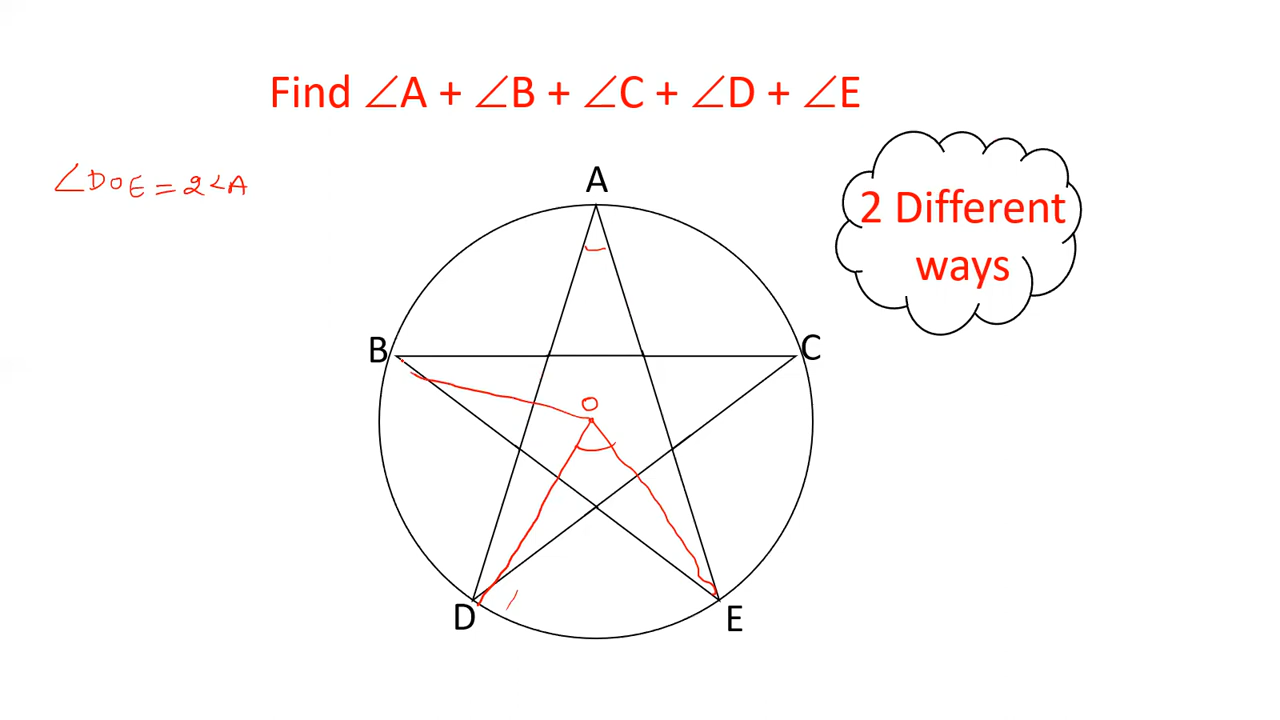 Find ∠A + ∠B + ∠C + ∠D + ∠E
∠DOE = 2<A
2 Different
ways
A
B
C
O
D
E